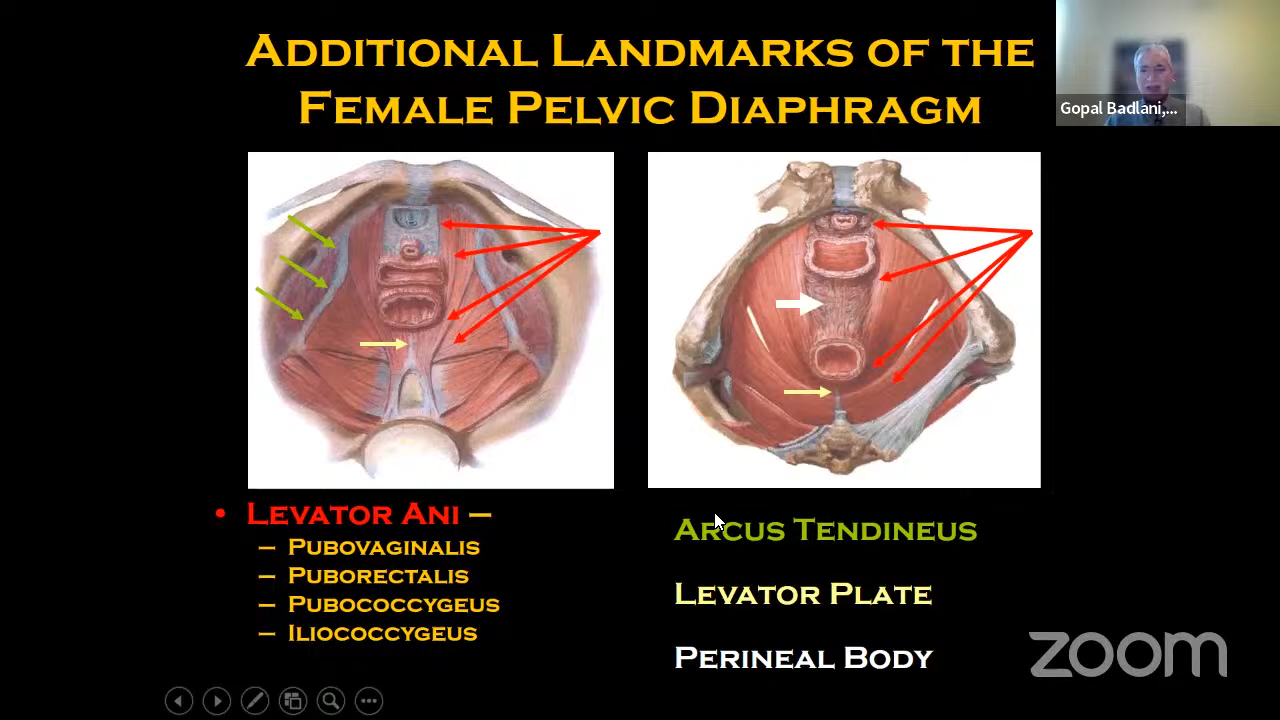 Additional Landmarks of the
Female Pelvic Diaphragm
Gopal Badlani,...
• Levator Ani –
– Pubovaginalis
– Puborectalis
– Pubococcygeus
– Iliococcygeus
Arcus Tendineus
Levator Plate
Perineal Body
zoom